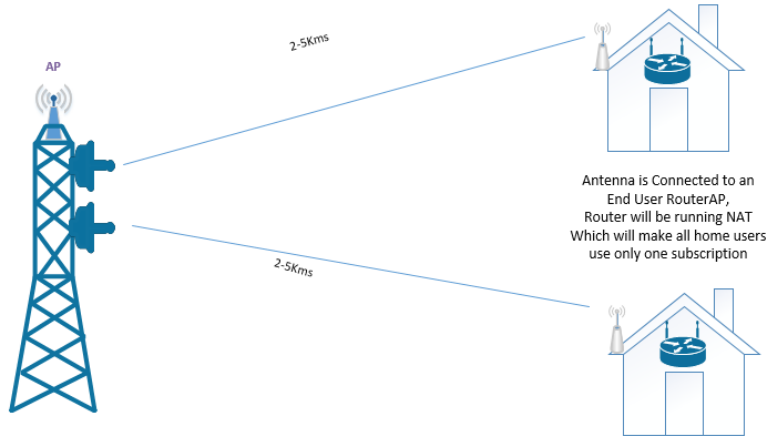 AP
2-5Kms
Antenna is Connected to an
End User RouterAP,
Router will be running NAT
Which will make all home users
use only one subscription
2-5Kms